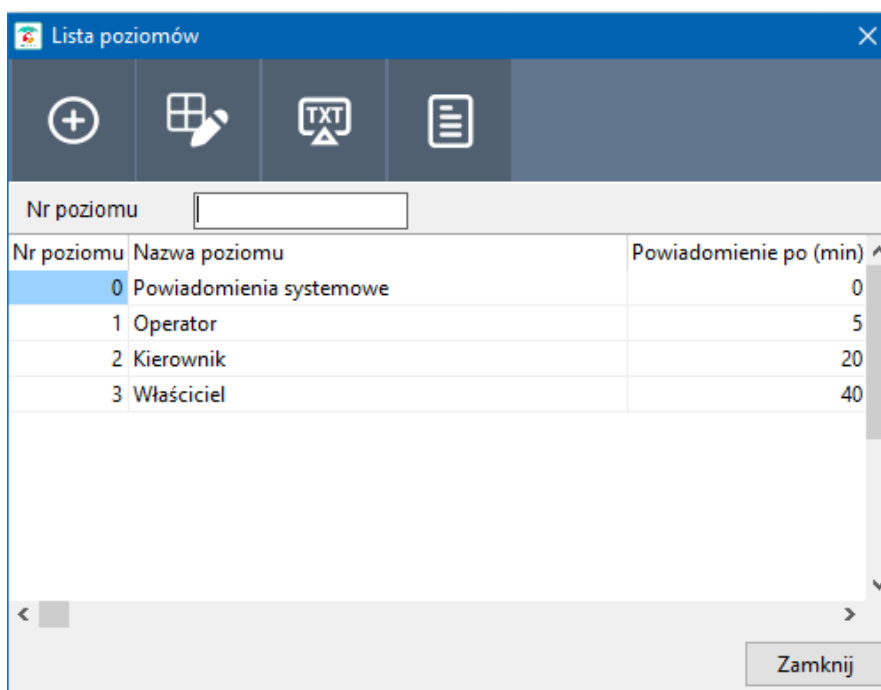 Lista poziomów
TXT
Nr poziomu
Nr poziomu Nazwa poziomu Powiadomienie po (min)
0 Powiadomienia systemowe 0
1 Operator 5
2 Kierownik 20
3 Właściciel 40
Zamknij